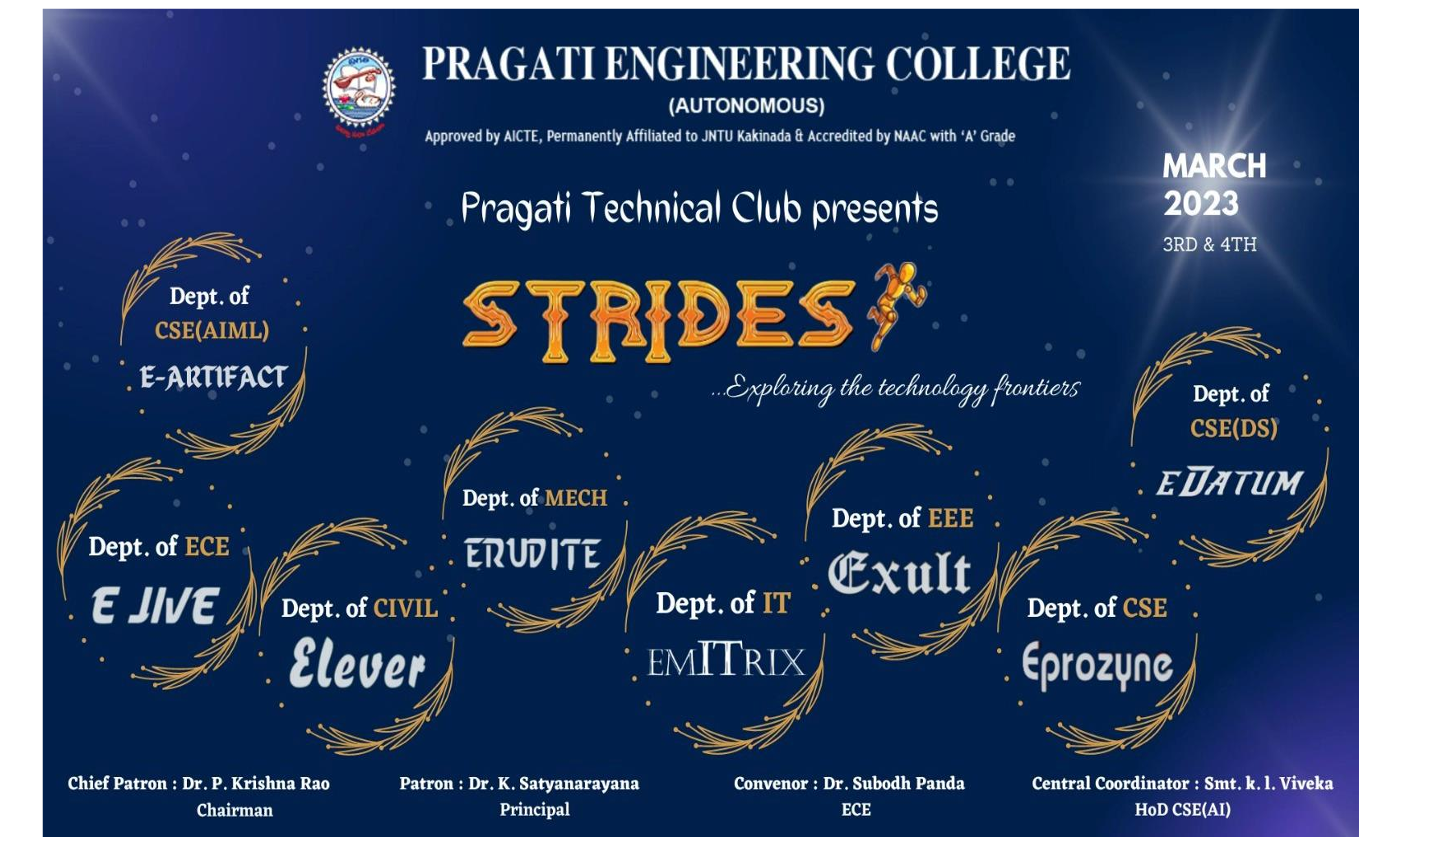 PRAGATI ENGINEERING COLLEGE
(AUTONOMOUS)
Approved by AICTE, Permanently Affiliated to JNTU Kakinada & Accredited by NAAC with ‘A’ Grade
MARCH
2023
3RD & 4TH
Pragati Technical Club presents
STRIDES
...Exploring the technology frontiers
Dept. of
CSE(AIML)
E-ARTIFACT
Dept. of ECE
E JIVE
Dept. of CIVIL
Elever
Dept. of MECH
ERUDITE
Dept. of IT
EMITRIX
Dept. of EEE
Exult
Dept. of CSE
Eprozyne
Dept. of
CSE(DS)
EDATUM
Chief Patron : Dr. P. Krishna Rao
Chairman
Patron : Dr. K. Satyanarayana
Principal
Convenor : Dr. Subodh Panda
ECE
Central Coordinator : Smt. k. l. Viveka
HoD CSE(AI)